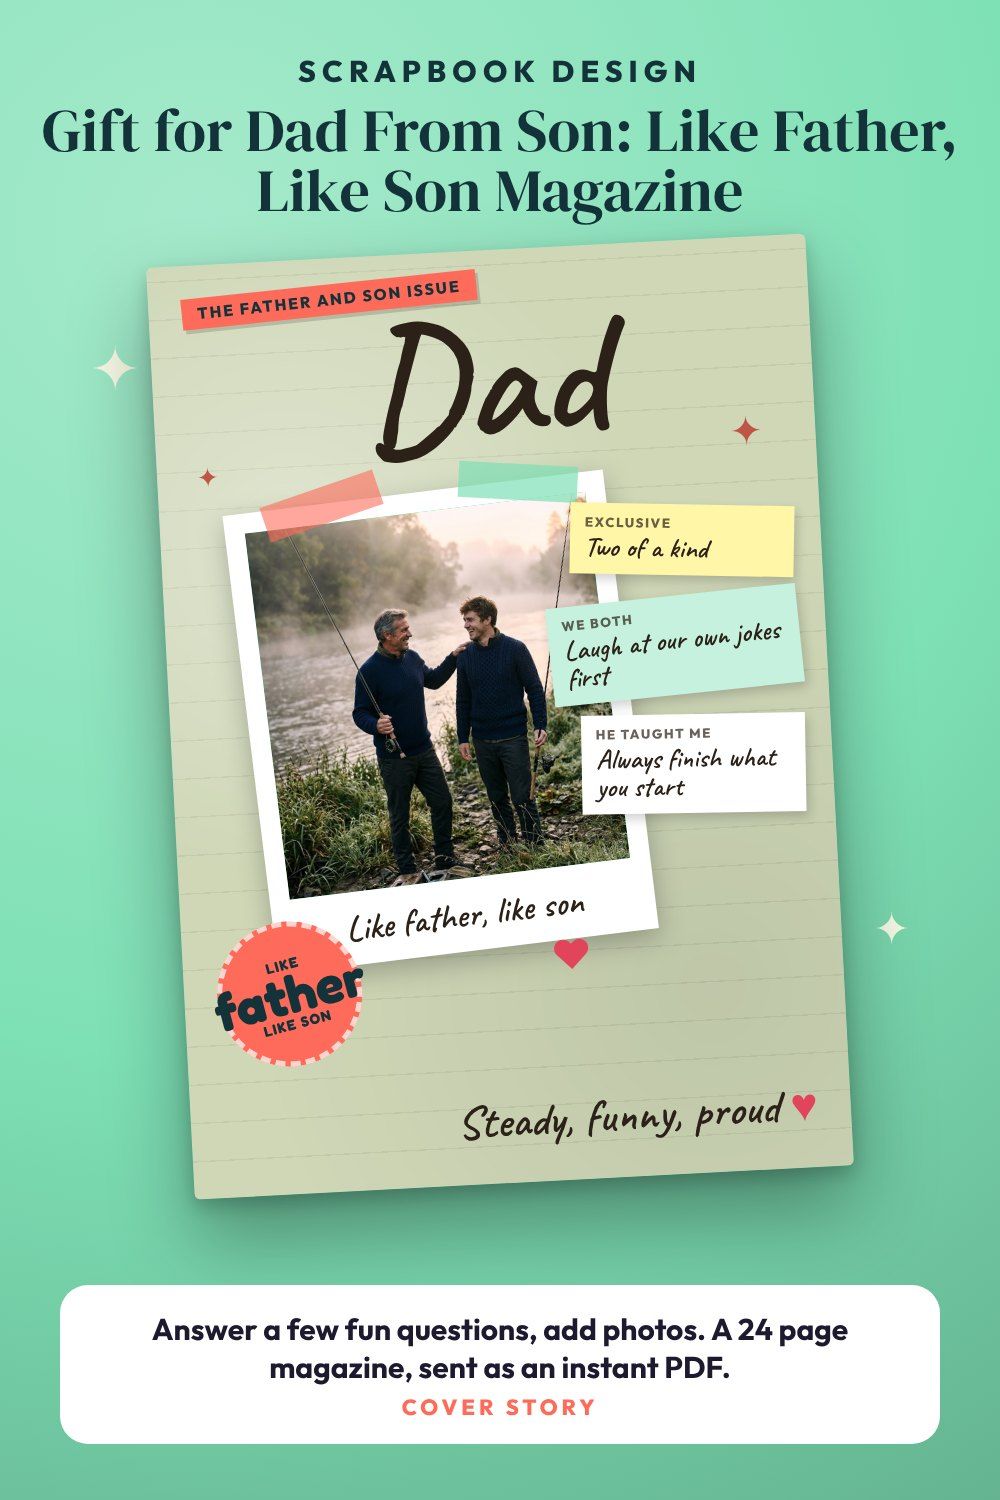 SCRAPBOOK DESIGN
Gift for Dad From Son: Like Father,
Like Son Magazine
THE FATHER AND SON ISSUE
Dad
EXCLUSIVE
Two of a kind
WE BOTH
Laugh at our own jokes
first
HE TAUGHT ME
Always finish what
you start
Like father, like son
LIKE
father
LIKE SON
Steady, funny, proud ♥
Answer a few fun questions, add photos. A 24 page
magazine, sent as an instant PDF.
COVER STORY